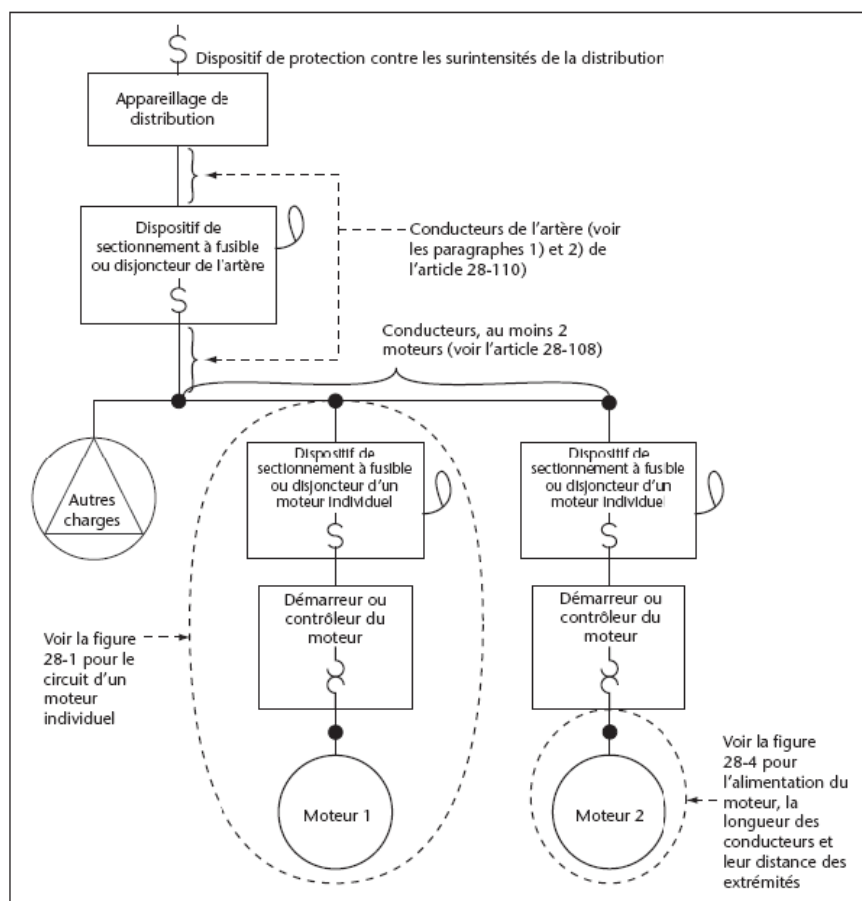 Dispositif de protection contre les surintensités de la distribution
Appareillage de
distribution
Dispositif de
sectionnement à fusible
ou disjoncteur de l'artère
Conducteurs de l'artère (voir
les paragraphes 1) et 2) de
l'article 28-110)
Conducteurs, au moins 2
moteurs (voir l'article 28-108)
Autres
charges
Dispositif de
sectionnement à fusible
ou disjoncteur d'un
moteur individuel
Dispositif de
sectionnement à fusible
ou disjoncteur d'un
moteur individuel
Démarreur ou
contrôleur du
moteur
Démarreur ou
contrôleur du
moteur
Voir la figure
28-1 pour le
circuit d'un
moteur
individuel
Moteur 1
Moteur 2
Voir la figure
28-4 pour
l'alimentation du
moteur, la
longueur des
conducteurs et
leur distance des
extrémités